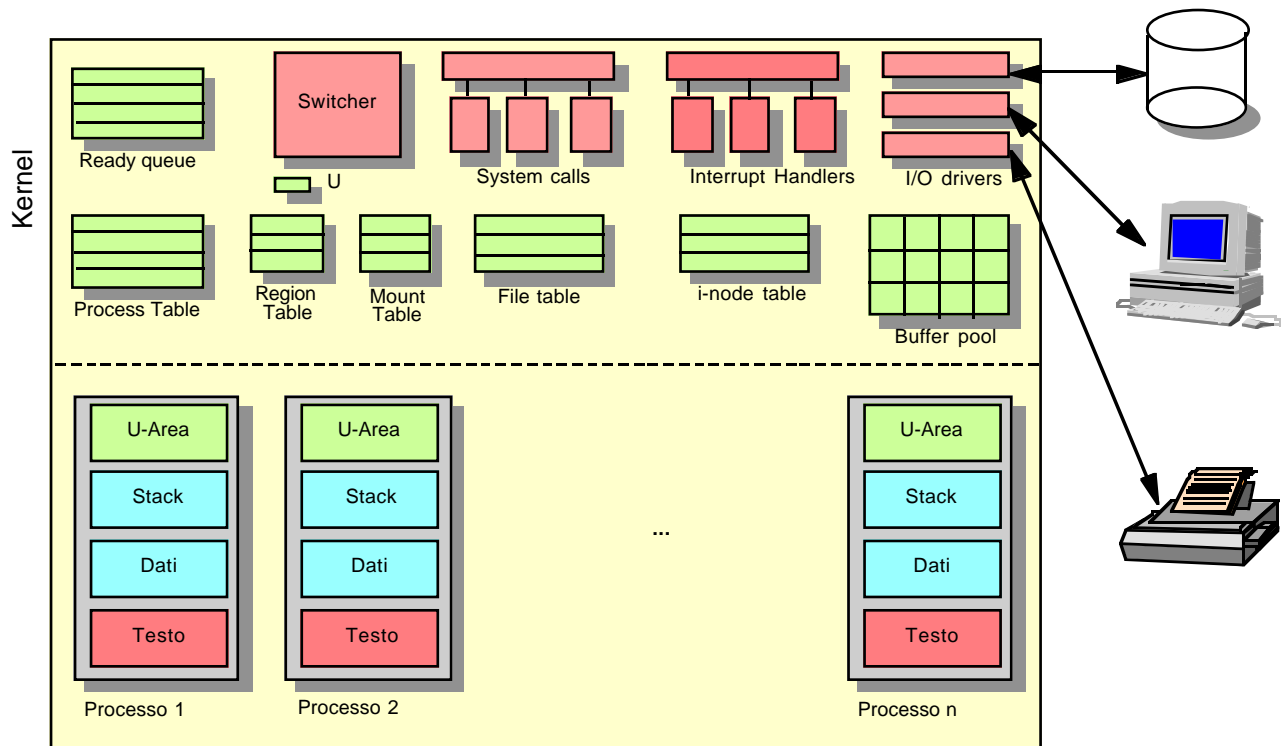 Kernel
Ready queue
Switcher
U
System calls
Interrupt Handlers
I/O drivers
Process Table
Region
Table
Mount
Table
File table
i-node table
Buffer pool
U-Area
Stack
Dati
Testo
Processo 1
U-Area
Stack
Dati
Testo
Processo 2
...
U-Area
Stack
Dati
Testo
Processo n